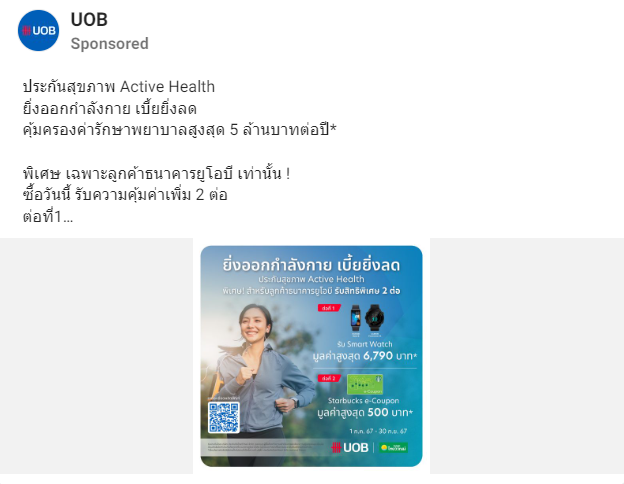 UOB
UOB
Sponsored
ประกันสุขภาพ Active Health
ยิ่งออกกำลังกาย เบี้ยยิ่งลด
คุ้มครองค่ารักษาพยาบาลสูงสุด 5 ล้านบาทต่อปี*
พิเศษ เฉพาะลูกค้าธนาคารยูโอบี เท่านั้น !
ซื้อวันนี้ รับความคุ้มค่าเพิ่ม 2 ต่อ
ต่อที่1...
ยิ่งออกกำลังกาย เบี้ยยิ่งลด
ประกันสุขภาพ Active Health
พิเศษ! สำหรับลูกค้าธนาคารยูโอบี รับสิทธิพิเศษ 2 ต่อ
ต่อที่ 1
รับ Smart Watch
มูลค่าสูงสุด 6,790 บาท*
ต่อที่ 2
Starbucks e-Coupon
มูลค่าสูงสุด 500 บาท*
1 ก.ค. 67 - 30 ก.ย. 67
UOB